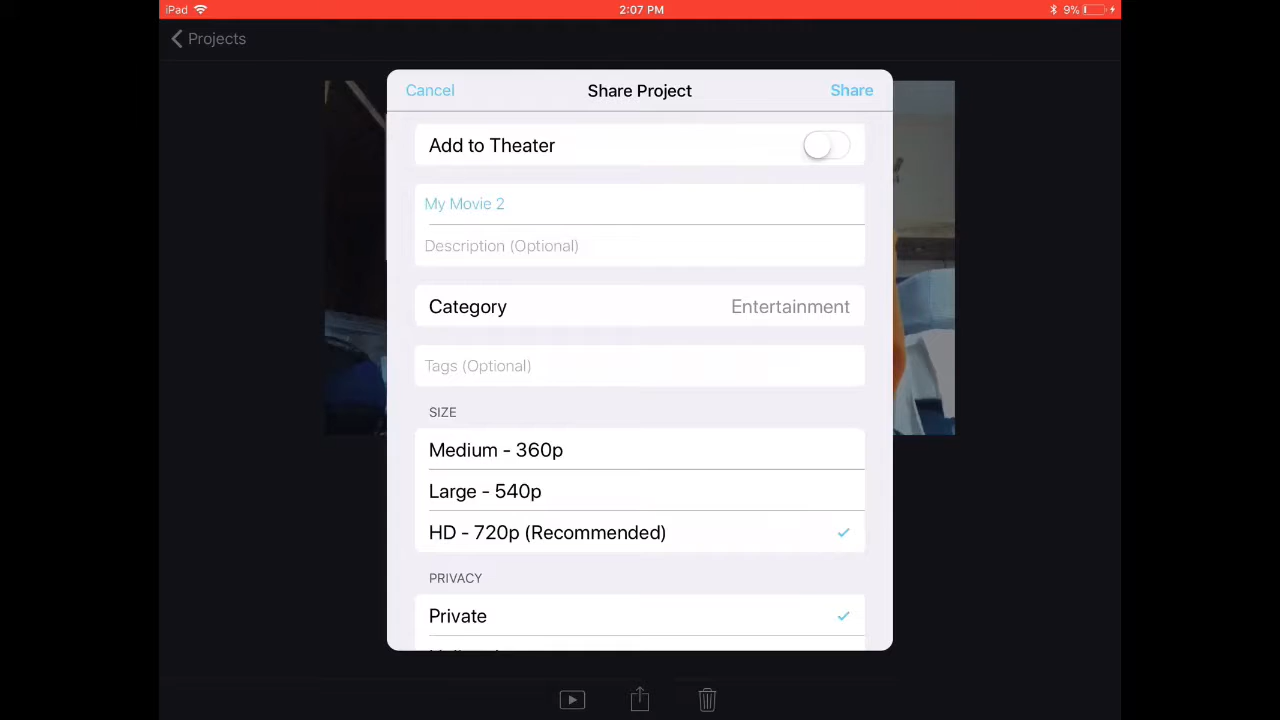 iPad 2:07 PM 9%
Projects
Cancel Share Project Share
Add to Theater
My Movie 2
Description (Optional)
Category Entertainment
Tags (Optional)
SIZE
Medium - 360p
Large - 540p
HD - 720p (Recommended)
PRIVACY
Private